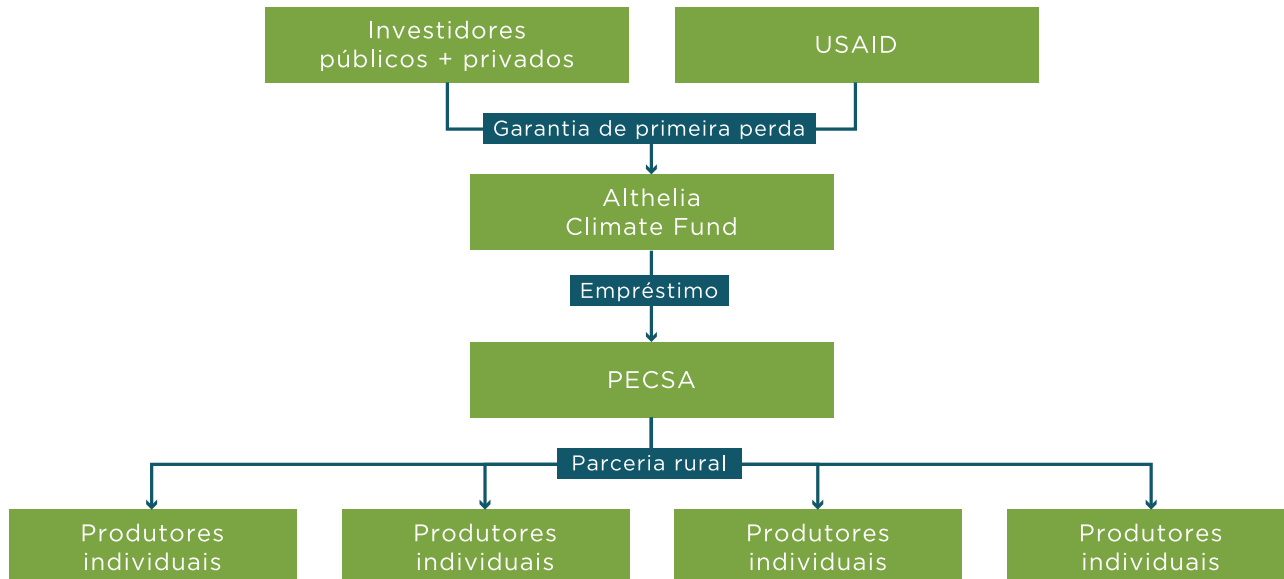 Investidores
públicos + privados
USAID
Garantia de primeira perda
Althelia
Climate Fund
Empréstimo
PECSA
Parceria rural
Produtores
individuais
Produtores
individuais
Produtores
individuais
Produtores
individuais